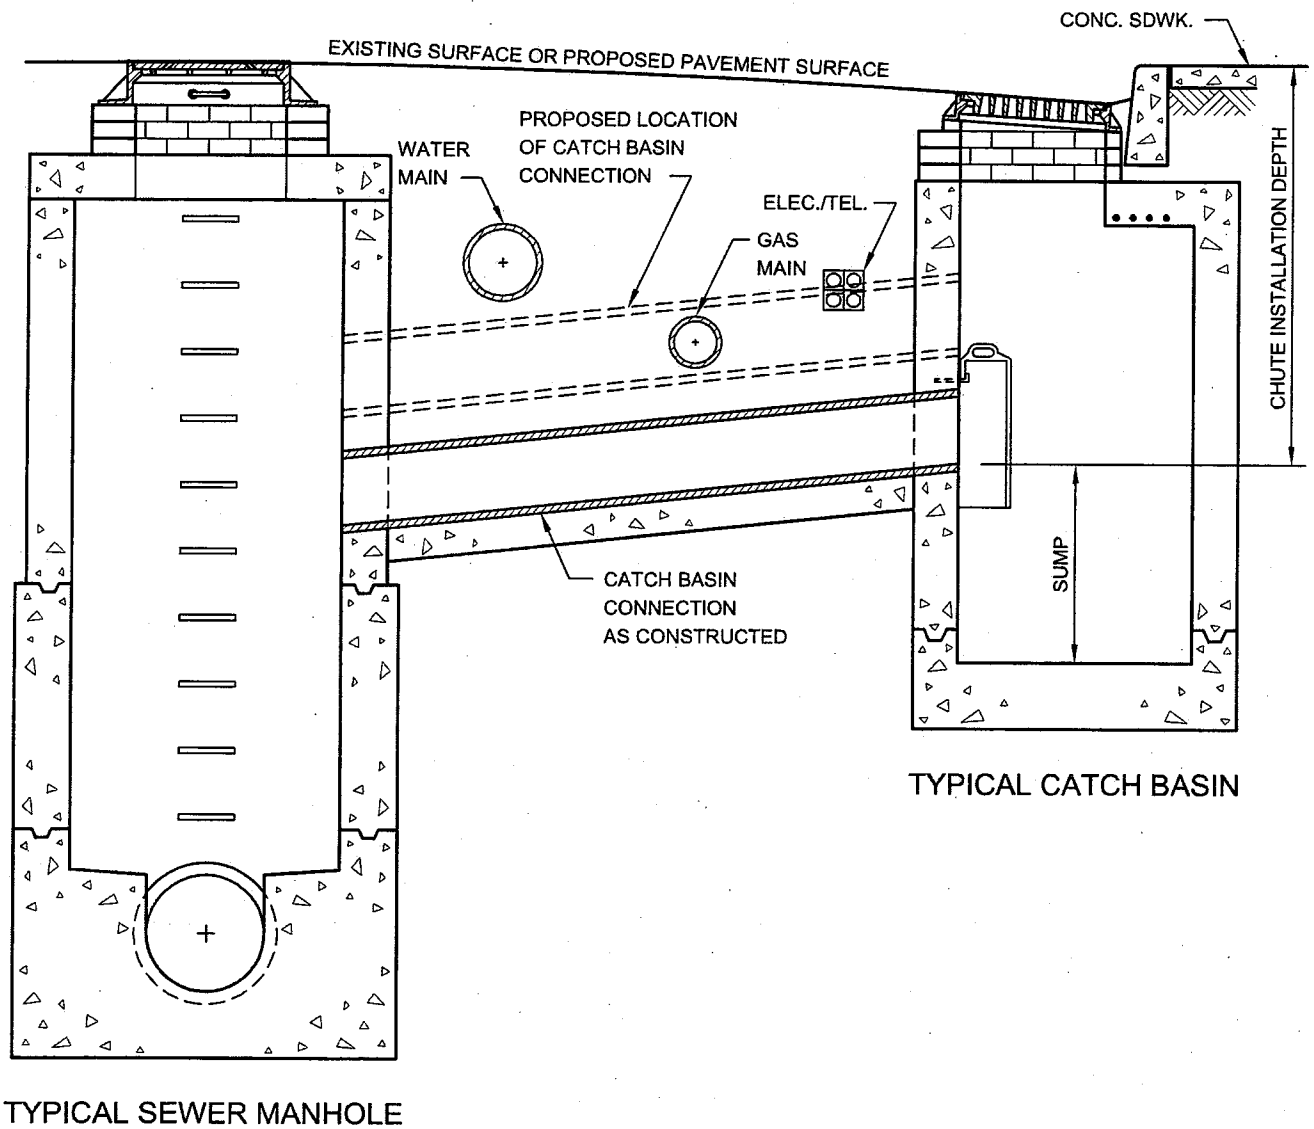 CONC. SDWK.
EXISTING SURFACE OR PROPOSED PAVEMENT SURFACE
PROPOSED LOCATION
OF CATCH BASIN
CONNECTION
WATER
MAIN
ELEC./TEL.
GAS
MAIN
CHUTE INSTALLATION DEPTH
SUMP
CATCH BASIN
CONNECTION
AS CONSTRUCTED
TYPICAL CATCH BASIN
TYPICAL SEWER MANHOLE